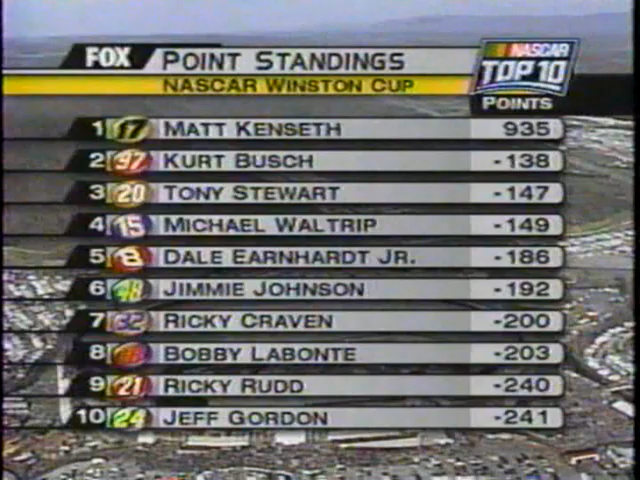 FOX POINT STANDINGS
NASCAR TOP 10
NASCAR WINSTON CUP
POINTS
1 17 MATT KENSETH 935
2 97 KURT BUSCH -138
3 20 TONY STEWART -147
4 15 MICHAEL WALTRIP -149
5 8 DALE EARNHARDT JR. -186
6 48 JIMMIE JOHNSON -192
7 32 RICKY CRAVEN -200
8 BOBBY LABONTE -203
9 21 RICKY RUDD -240
10 24 JEFF GORDON -241